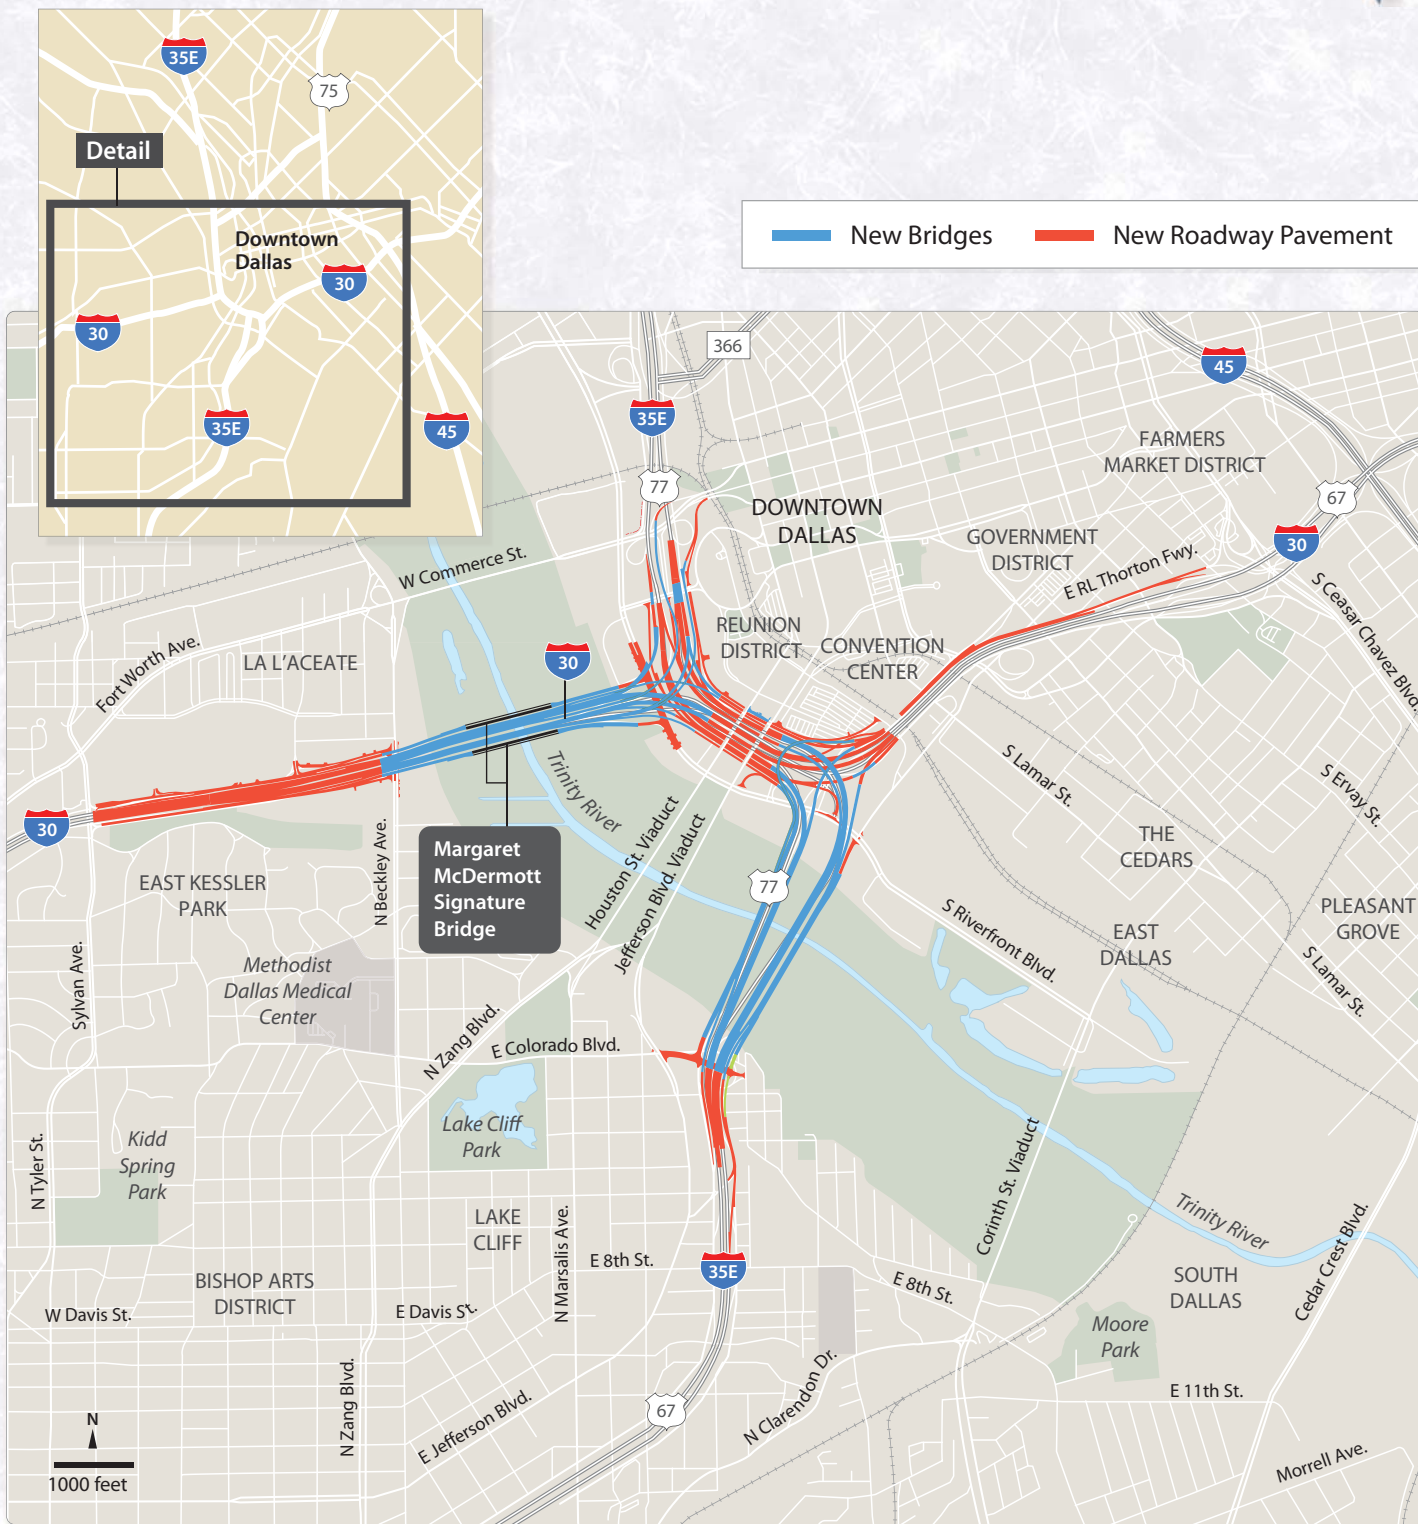 35E
75
Detail
Downtown
Dallas
30
30
35E
45
New Bridges
New Roadway Pavement
366
45
35E
FARMERS
MARKET DISTRICT
77
67
DOWNTOWN
DALLAS
GOVERNMENT
DISTRICT
30
W Commerce St.
E RL Thorton Fwy.
S Ceasar Chavez Blvd.
REUNION
DISTRICT
CONVENTION
CENTER
Fort Worth Ave.
LA L'ACEATE
30
Trinity River
S Lamar St.
S Ervay St.
30
Margaret
McDermott
Signature
Bridge
Houston St. Viaduct
Jefferson Blvd. Viaduct
THE
CEDARS
N Beckley Ave.
EAST KESSLER
PARK
77
PLEASANT
GROVE
S Riverfront Blvd.
EAST
DALLAS
S Lamar St.
Sylvan Ave.
Methodist
Dallas Medical
Center
N Zang Blvd.
E Colorado Blvd.
Lake Cliff
Park
Kidd
Spring
Park
N Tyler St.
Corinth St. Viaduct
Trinity River
LAKE
CLIFF
N Marsalis Ave.
E 8th St.
35E
E 8th St.
SOUTH
DALLAS
Cedar Crest Blvd.
BISHOP ARTS
DISTRICT
W Davis St.
E Davis St.
Moore
Park
N Zang Blvd.
67
N Clarendon Dr.
E 11th St.
E Jefferson Blvd.
N
1000 feet
Morrell Ave.